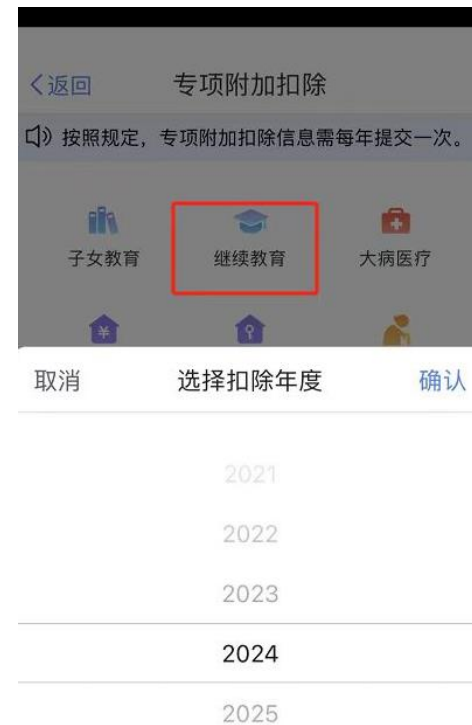 <返回 专项附加扣除
按照规定，专项附加扣除信息需每年提交一次。
子女教育 继续教育 大病医疗
取消 选择扣除年度 确认
2021
2022
2023
2024
2025